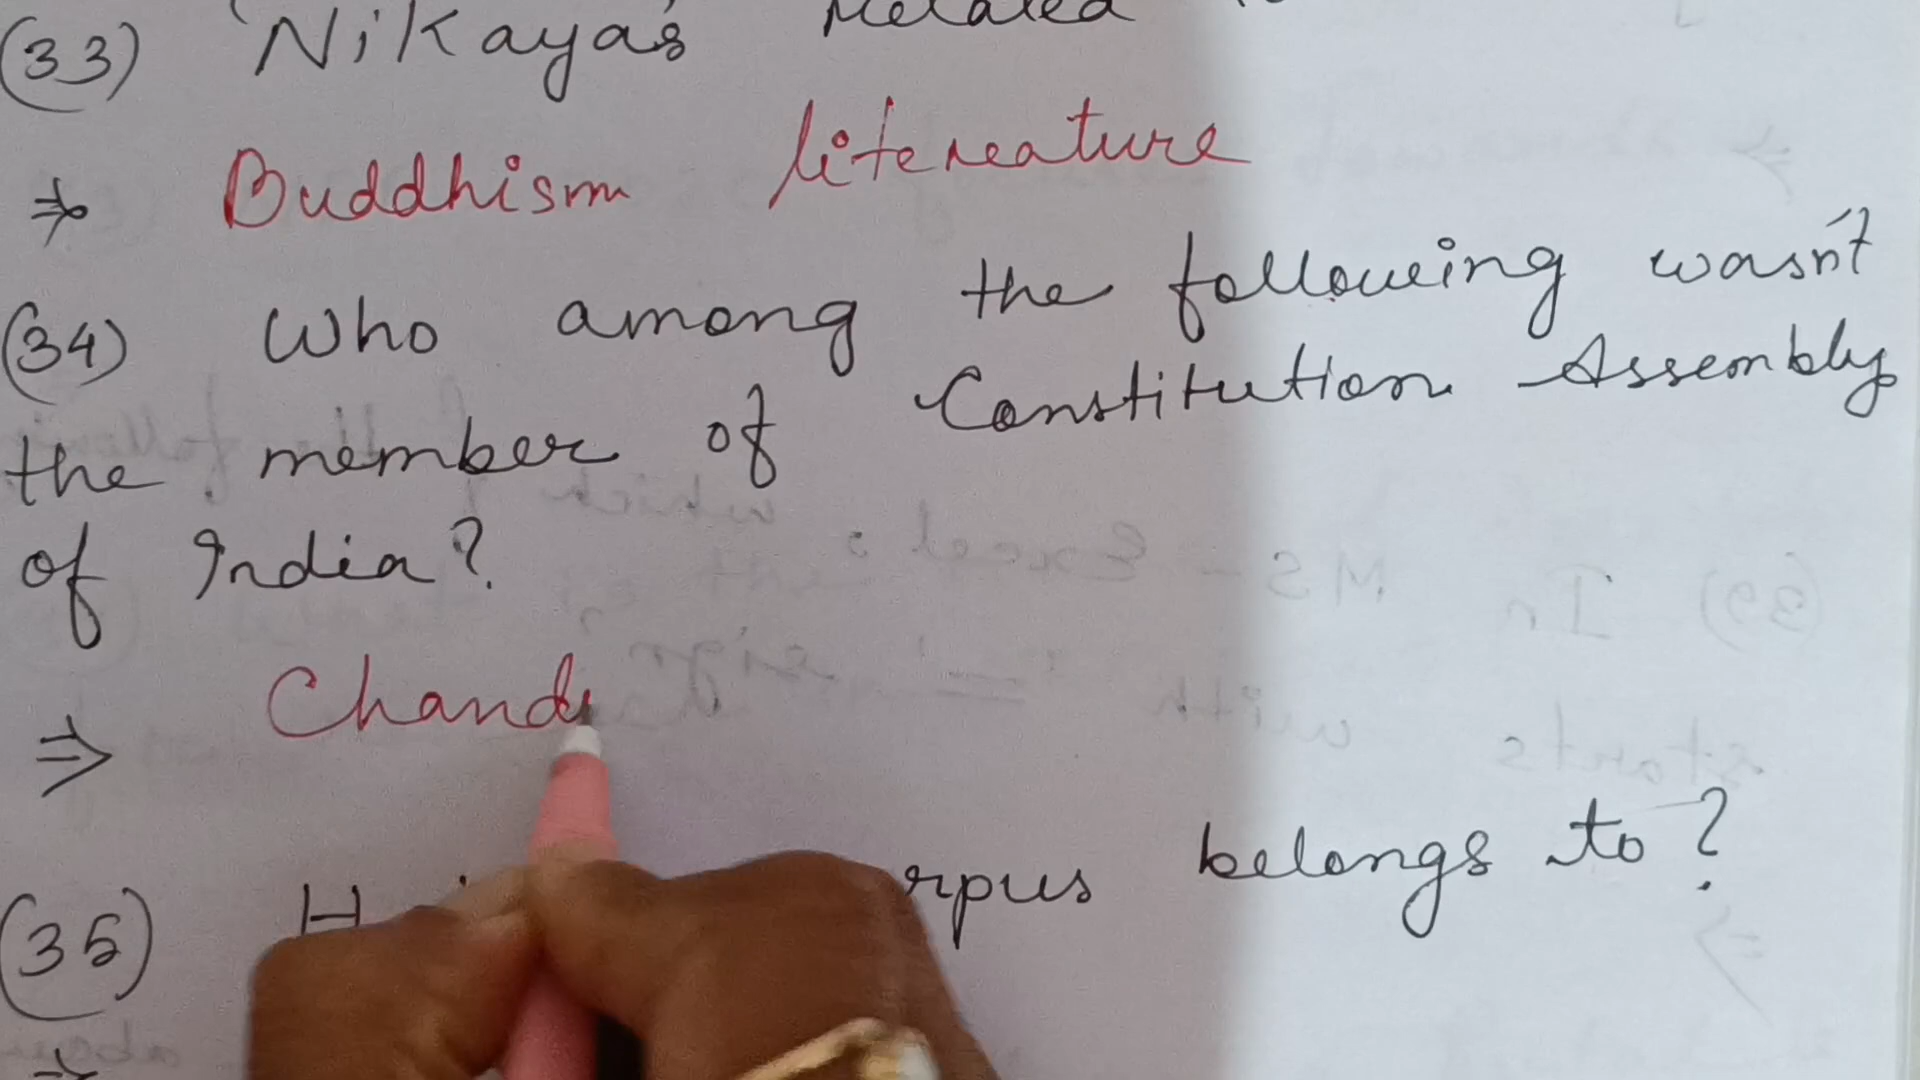 (33) 'Nikayas related
⇒ Buddhism litereature
(34) Who among the following wasn't
the member of Constitution Assembly
of India?
⇒ Chand
(35) H rpus belongs to?
⇒